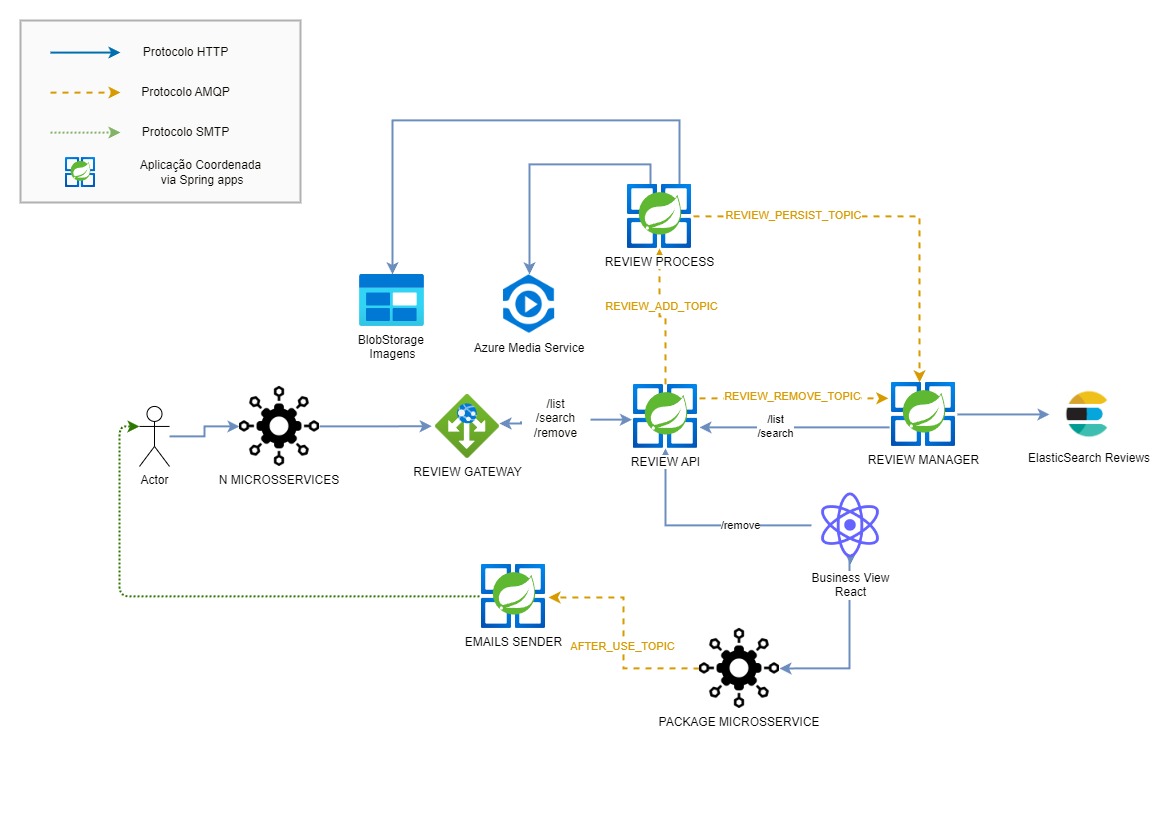 Protocolo HTTP
Protocolo AMQP
Protocolo SMTP
Aplicação Coordenada
via Spring apps
REVIEW_PERSIST_TOPIC
REVIEW PROCESS
REVIEW_ADD_TOPIC
BlobStorage
Imagens
Azure Media Service
REVIEW_REMOVE_TOPIC
/list
/search
/remove
/list
/search
Actor
N MICROSSERVICES
REVIEW GATEWAY
REVIEW API
REVIEW MANAGER
ElasticSearch Reviews
/remove
Business View
React
EMAILS SENDER
AFTER_USE_TOPIC
PACKAGE MICROSSERVICE